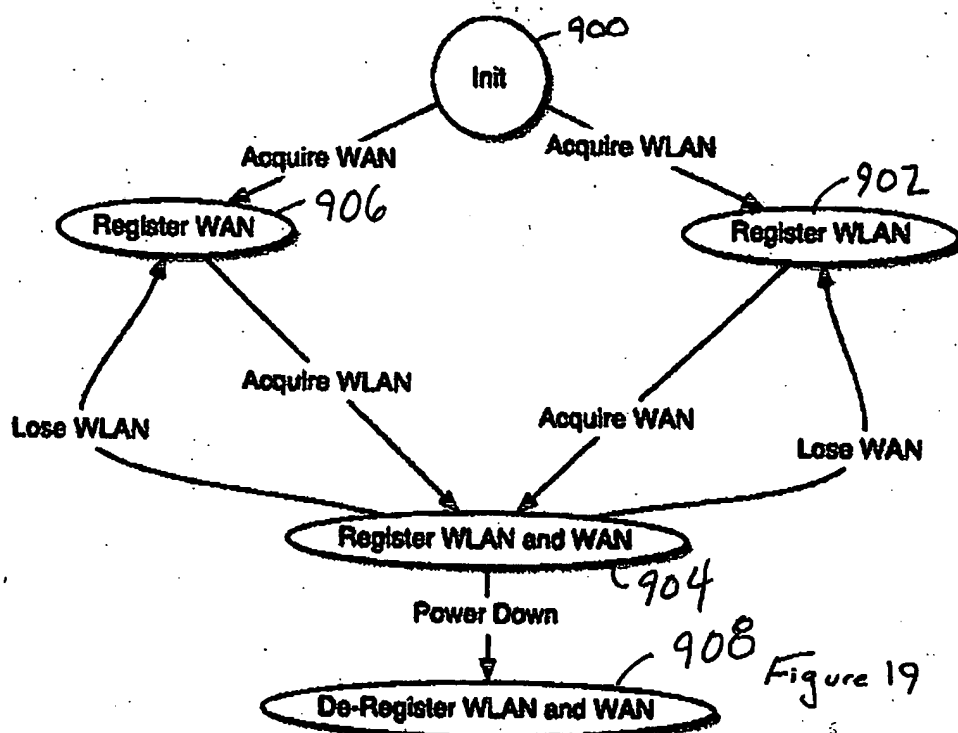 900
Init
Acquire WAN
Acquire WLAN
906
902
Register WAN
Register WLAN
Acquire WLAN
Acquire WAN
Lose WLAN
Lose WAN
Register WLAN and WAN
904
Power Down
908
Figure 19
De-Register WLAN and WAN